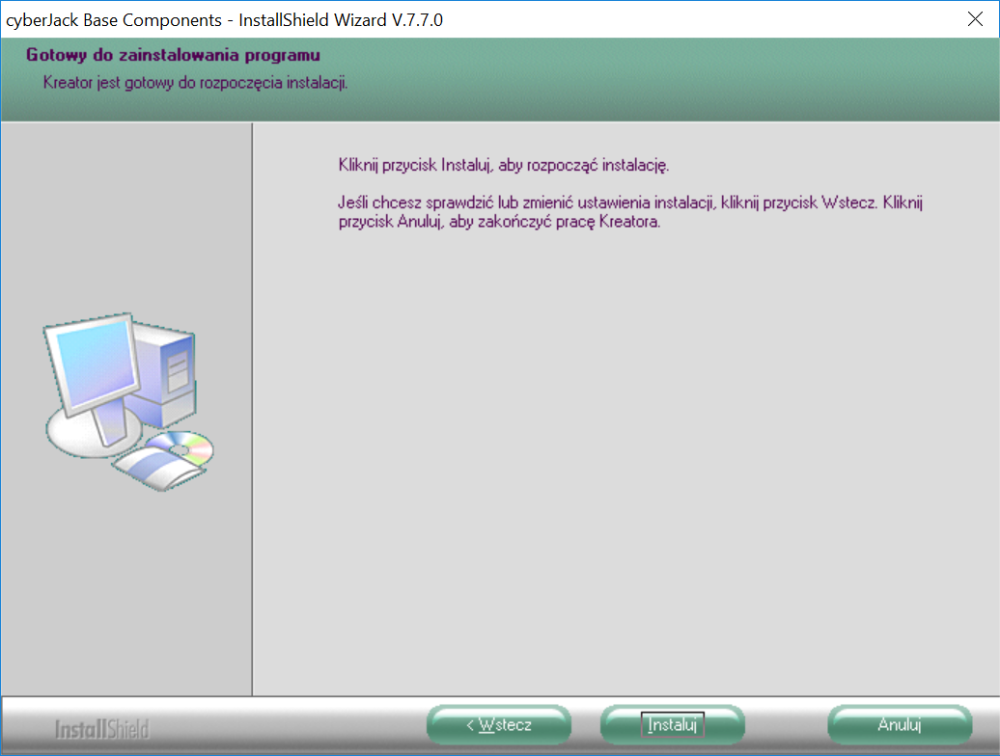 cyberJack Base Components - InstallShield Wizard V.7.7.0
Gotowy do zainstalowania programu
Kreator jest gotowy do rozpoczęcia instalacji.
Kliknij przycisk Instaluj, aby rozpocząć instalację.
Jeśli chcesz sprawdzić lub zmienić ustawienia instalacji, kliknij przycisk Wstecz. Kliknij
przycisk Anuluj, aby zakończyć pracę Kreatora.
InstallShield
< Wstecz
Instaluj
Anuluj